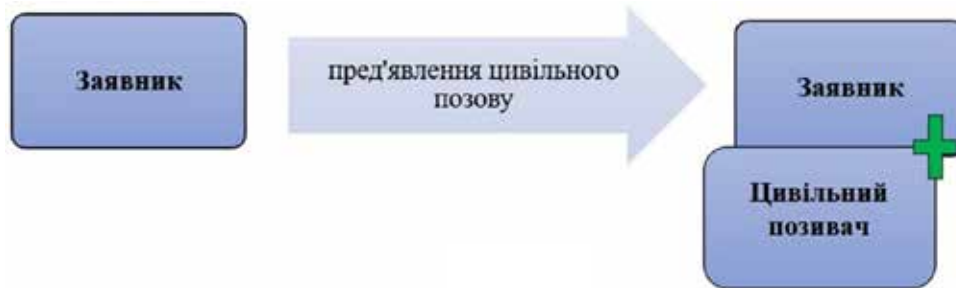 Заявник
пред'явлення цивільного
позову
Заявник
Цивільний
позивач